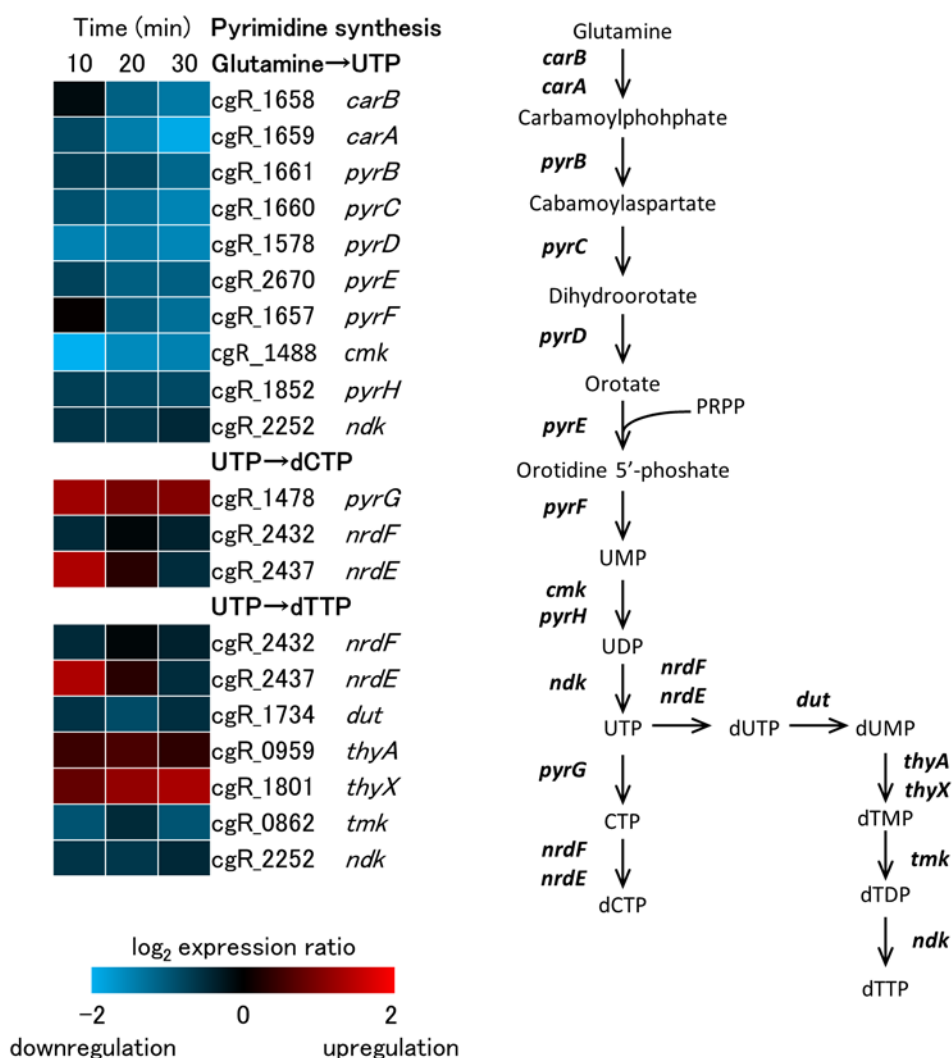 Time (min) Pyrimidine synthesis
10 20 30 Glutamine→UTP
cgR_1658 carB
cgR_1659 carA
cgR_1661 pyrB
cgR_1660 pyrC
cgR_1578 pyrD
cgR_2670 pyrE
cgR_1657 pyrF
cgR_1488 cmk
cgR_1852 pyrH
cgR_2252 ndk
UTP→dCTP
cgR_1478 pyrG
cgR_2432 nrdF
cgR_2437 nrdE
UTP→dTTP
cgR_2432 nrdF
cgR_2437 nrdE
cgR_1734 dut
cgR_0959 thyA
cgR_1801 thyX
cgR_0862 tmk
cgR_2252 ndk
log2 expression ratio
-2 0 2
downregulation upregulation
Glutamine
carB
carA
Carbamoylphohphate
pyrB
Cabamoylaspartate
pyrC
Dihydroorotate
pyrD
Orotate
PRPP
pyrE
Orotidine 5′-phoshate
pyrF
UMP
cmk
pyrH
UDP
ndk
nrdF
nrdE
dut
UTP dUTP dUMP
pyrG
thyA
thyX
CTP
dTMP
nrdF
nrdE
tmk
dCTP
dTDP
ndk
dTTP